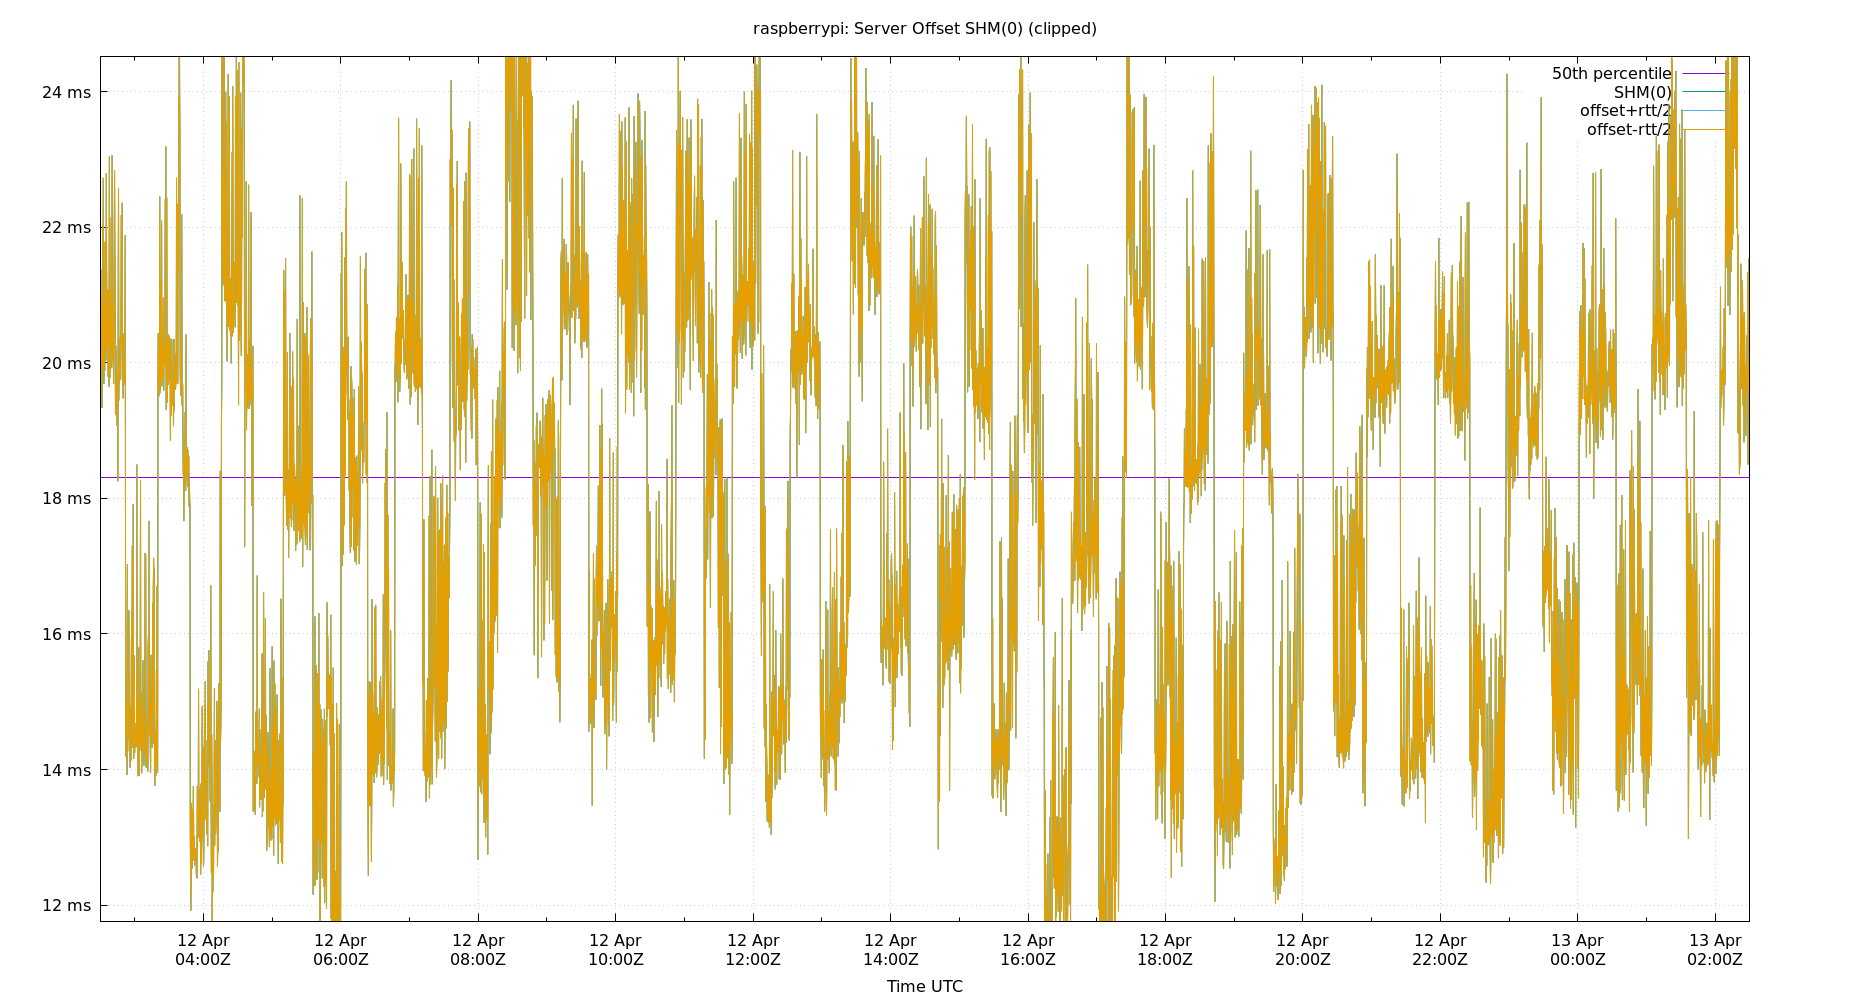 raspberrypi: Server Offset SHM(0) (clipped)
50th percentile
SHM(0)
offset+rtt/2
offset-rtt/2
24 ms
22 ms
20 ms
18 ms
16 ms
14 ms
12 ms
12 Apr 12 Apr 12 Apr 12 Apr 12 Apr 12 Apr 12 Apr 12 Apr 12 Apr 12 Apr 13 Apr 13 Apr
04:00Z 06:00Z 08:00Z 10:00Z 12:00Z 14:00Z 16:00Z 18:00Z 20:00Z 22:00Z 00:00Z 02:00Z
Time UTC